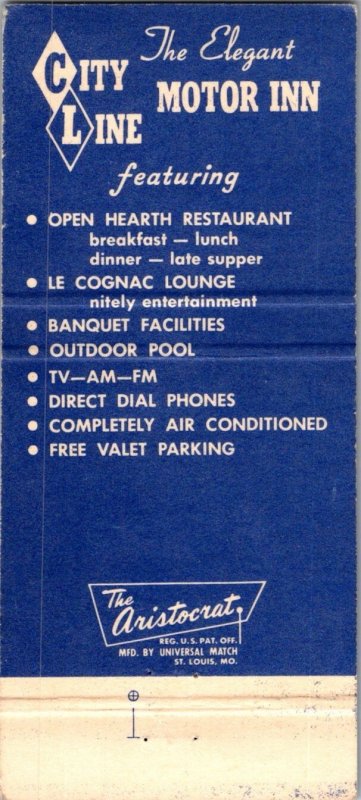 The Elegant
CITY LINE
MOTOR INN
featuring
• OPEN HEARTH RESTAURANT
breakfast — lunch
dinner — late supper
• LE COGNAC LOUNGE
nitely entertainment
• BANQUET FACILITIES
• OUTDOOR POOL
• TV—AM—FM
• DIRECT DIAL PHONES
• COMPLETELY AIR CONDITIONED
• FREE VALET PARKING
The
Aristocrat
REG. U.S. PAT. OFF.
MFD. BY UNIVERSAL MATCH
ST. LOUIS, MO.